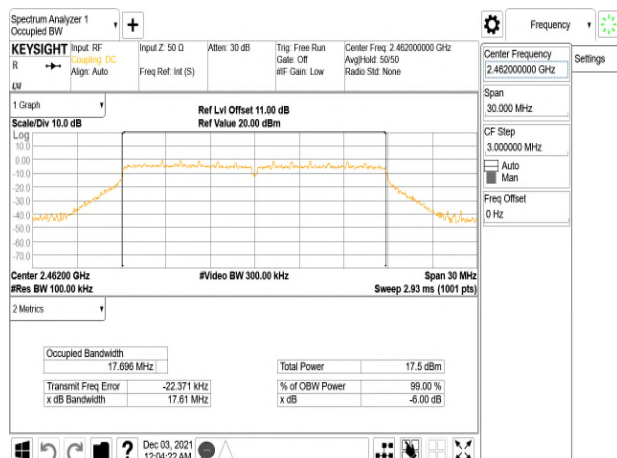 Spectrum Analyzer 1
Occupied BW
Frequency
KEYSIGHT
R
Input: RF
Coupling: DC
Align: Auto
Input Z: 50 Ω
Freq Ref: Int (S)
Atten: 30 dB
Trig: Free Run
Gate: Off
#IF Gain: Low
Center Freq: 2.462000000 GHz
Avg|Hold: 50/50
Radio Std: None
Center Frequency
2.462000000 GHz
Settings
Span
30.000 MHz
CF Step
3.000000 MHz
Auto
Man
Freq Offset
0 Hz
1 Graph
Scale/Div 10.0 dB
Ref Lvl Offset 11.00 dB
Ref Value 20.00 dBm
Log
10.0
0.00
-10.0
-20.0
-30.0
-40.0
-50.0
-60.0
-70.0
Center 2.46200 GHz
#Res BW 100.00 kHz
#Video BW 300.00 kHz
Span 30 MHz
Sweep 2.93 ms (1001 pts)
2 Metrics
Occupied Bandwidth
17.696 MHz
Total Power 17.5 dBm
Transmit Freq Error -22.371 kHz
% of OBW Power 99.00 %
x dB Bandwidth 17.61 MHz
x dB -6.00 dB
?
Dec 03, 2021
12:04:22 AM